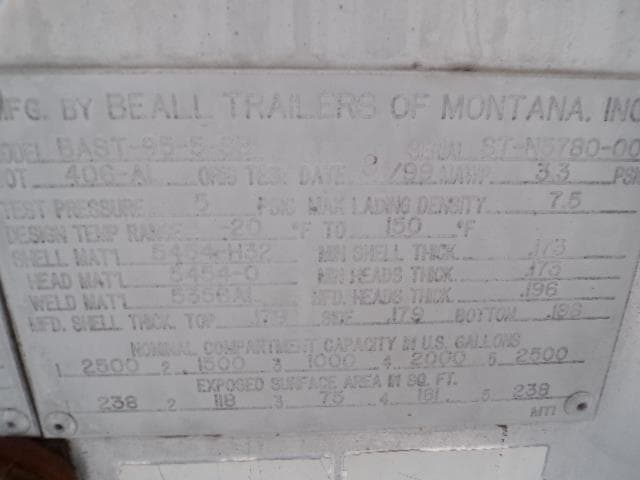 MFG. BY BEALL TRAILERS OF MONTANA, INC
MODEL BAST-95-5- SERIAL ST-N5780-00
DOT 406-AL ORIG TEST DATE /99 MAWP 3.3 PSI
TEST PRESSURE 5 PSIG MAX LADING DENSITY 7.5
DESIGN TEMP RANGE -20 °F TO 150 °F
SHELL MAT'L 5454-H32 MIN SHELL THICK. .173
HEAD MAT'L 5454-0 MIN HEADS THICK. .173
WELD MAT'L 5356AL MFD. HEADS THICK. .196
MFD. SHELL THICK. TOP .179 SIDE .179 BOTTOM
NOMINAL COMPARTMENT CAPACITY IN U.S. GALLONS
1 2500 2 1500 3 1000 4 2000 5 2500
EXPOSED SURFACE AREA IN SQ. FT.
1 238 2 118 3 75 4 161 5 238
MTI